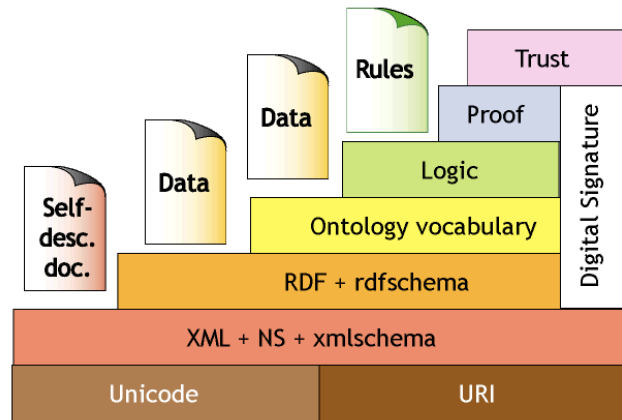 Trust
Rules
Proof
Data
Logic
Digital Signature
Data
Ontology vocabulary
Self-
desc.
doc.
RDF + rdfschema
XML + NS + xmlschema
Unicode
URI